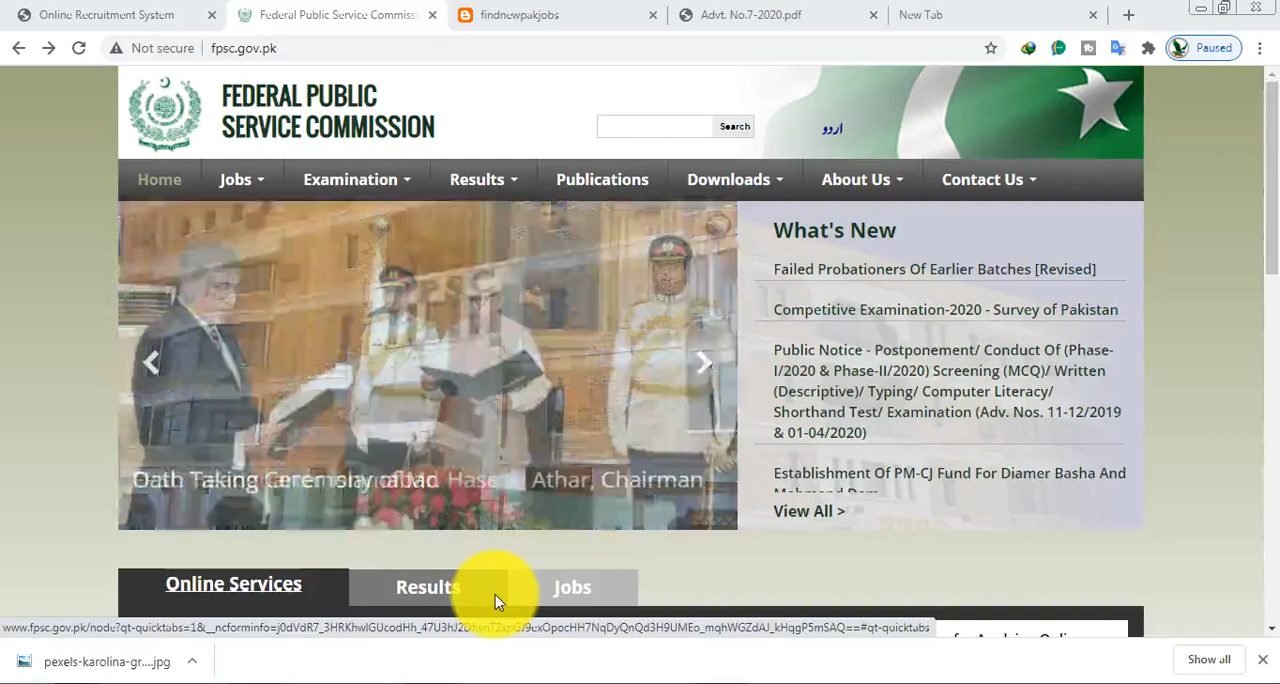 Online Recruitment System
Federal Public Service Commiss
findnewpakjobs
Advt. No.7-2020.pdf
New Tab
Not secure
fpsc.gov.pk
Paused
FEDERAL PUBLIC
SERVICE COMMISSION
Search
اردو
Home
Jobs
Examination
Results
Publications
Downloads
About Us
Contact Us
What's New
Failed Probationers Of Earlier Batches [Revised]
Competitive Examination-2020 - Survey of Pakistan
Public Notice - Postponement/ Conduct Of (Phase-
I/2020 & Phase-II/2020) Screening (MCQ)/ Written
(Descriptive)/ Typing/ Computer Literacy/
Shorthand Test/ Examination (Adv. Nos. 11-12/2019
& 01-04/2020)
Establishment Of PM-CJ Fund For Diamer Basha And
View All >
Oath Taking Ceremony of
Athar, Chairman
Online Services
Results
Jobs
pexels-karolina-gr....jpg
Show all